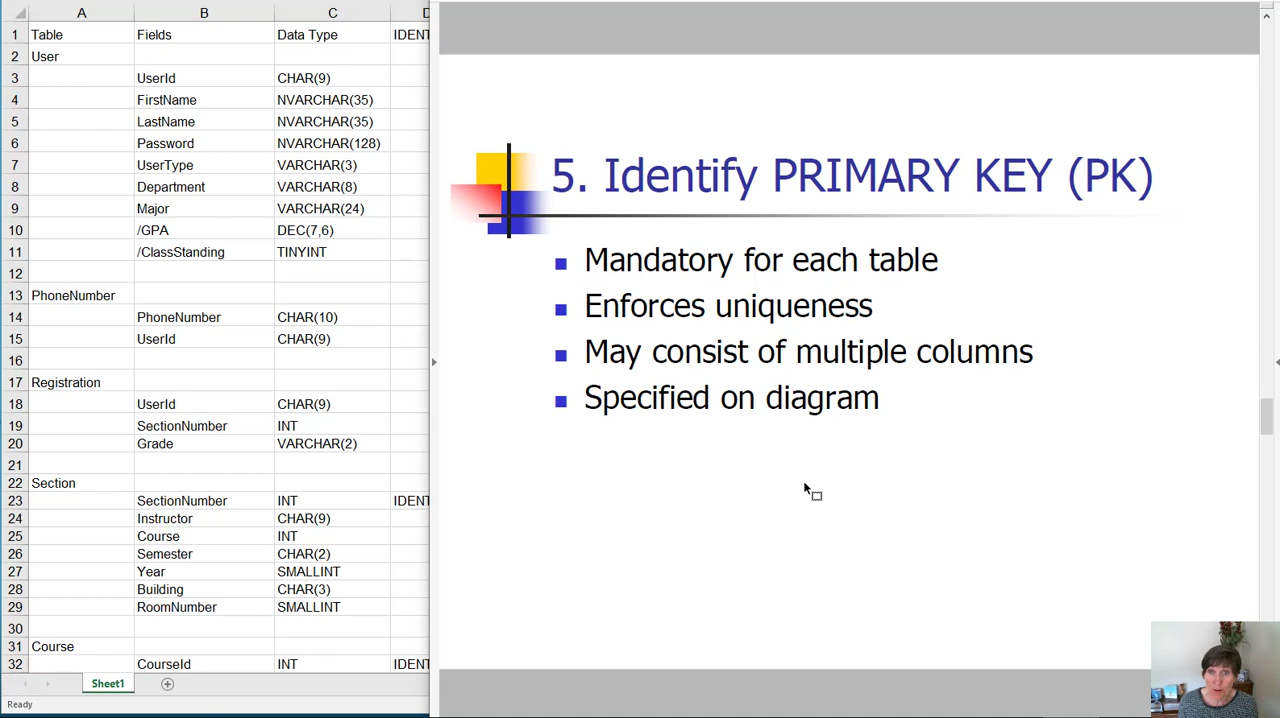 A B C D
1 Table Fields Data Type IDENT
2 User
3 UserId CHAR(9)
4 FirstName NVARCHAR(35)
5 LastName NVARCHAR(35)
6 Password NVARCHAR(128)
7 UserType VARCHAR(3)
8 Department VARCHAR(8)
9 Major VARCHAR(24)
10 /GPA DEC(7,6)
11 /ClassStanding TINYINT
12
13 PhoneNumber
14 PhoneNumber CHAR(10)
15 UserId CHAR(9)
16
17 Registration
18 UserId CHAR(9)
19 SectionNumber INT
20 Grade VARCHAR(2)
21
22 Section
23 SectionNumber INT IDENT
24 Instructor CHAR(9)
25 Course INT
26 Semester CHAR(2)
27 Year SMALLINT
28 Building CHAR(3)
29 RoomNumber SMALLINT
30
31 Course
32 CourseId INT IDENT
Sheet1
Ready
5. Identify PRIMARY KEY (PK)
Mandatory for each table
Enforces uniqueness
May consist of multiple columns
Specified on diagram